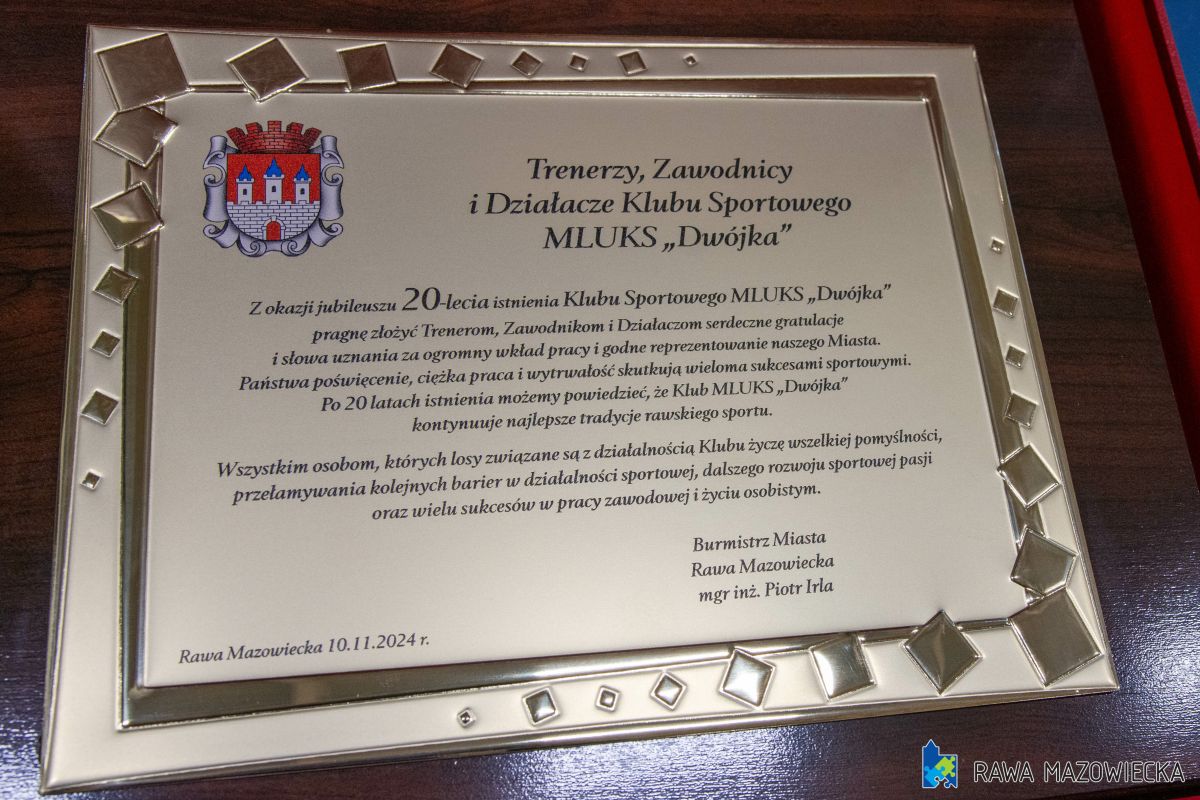 Trenerzy, Zawodnicy
i Działacze Klubu Sportowego
MLUKS „Dwójka”
Z okazji jubileuszu 20-lecia istnienia Klubu Sportowego MLUKS „Dwójka”
pragnę złożyć Trenerom, Zawodnikom i Działaczom serdeczne gratulacje
i słowa uznania za ogromny wkład pracy i godne reprezentowanie naszego Miasta.
Państwa poświęcenie, ciężka praca i wytrwałość skutkują wieloma sukcesami sportowymi.
Po 20 latach istnienia możemy powiedzieć, że Klub MLUKS „Dwójka”
kontynuuje najlepsze tradycje rawskiego sportu.
Wszystkim osobom, których losy związane są z działalnością Klubu życzę wszelkiej pomyślności,
przełamywania kolejnych barier w działalności sportowej, dalszego rozwoju sportowej pasji
oraz wielu sukcesów w pracy zawodowej i życiu osobistym.
Burmistrz Miasta
Rawa Mazowiecka
mgr inż. Piotr Irla
Rawa Mazowiecka 10.11.2024 r.
RAWA MAZOWIECKA